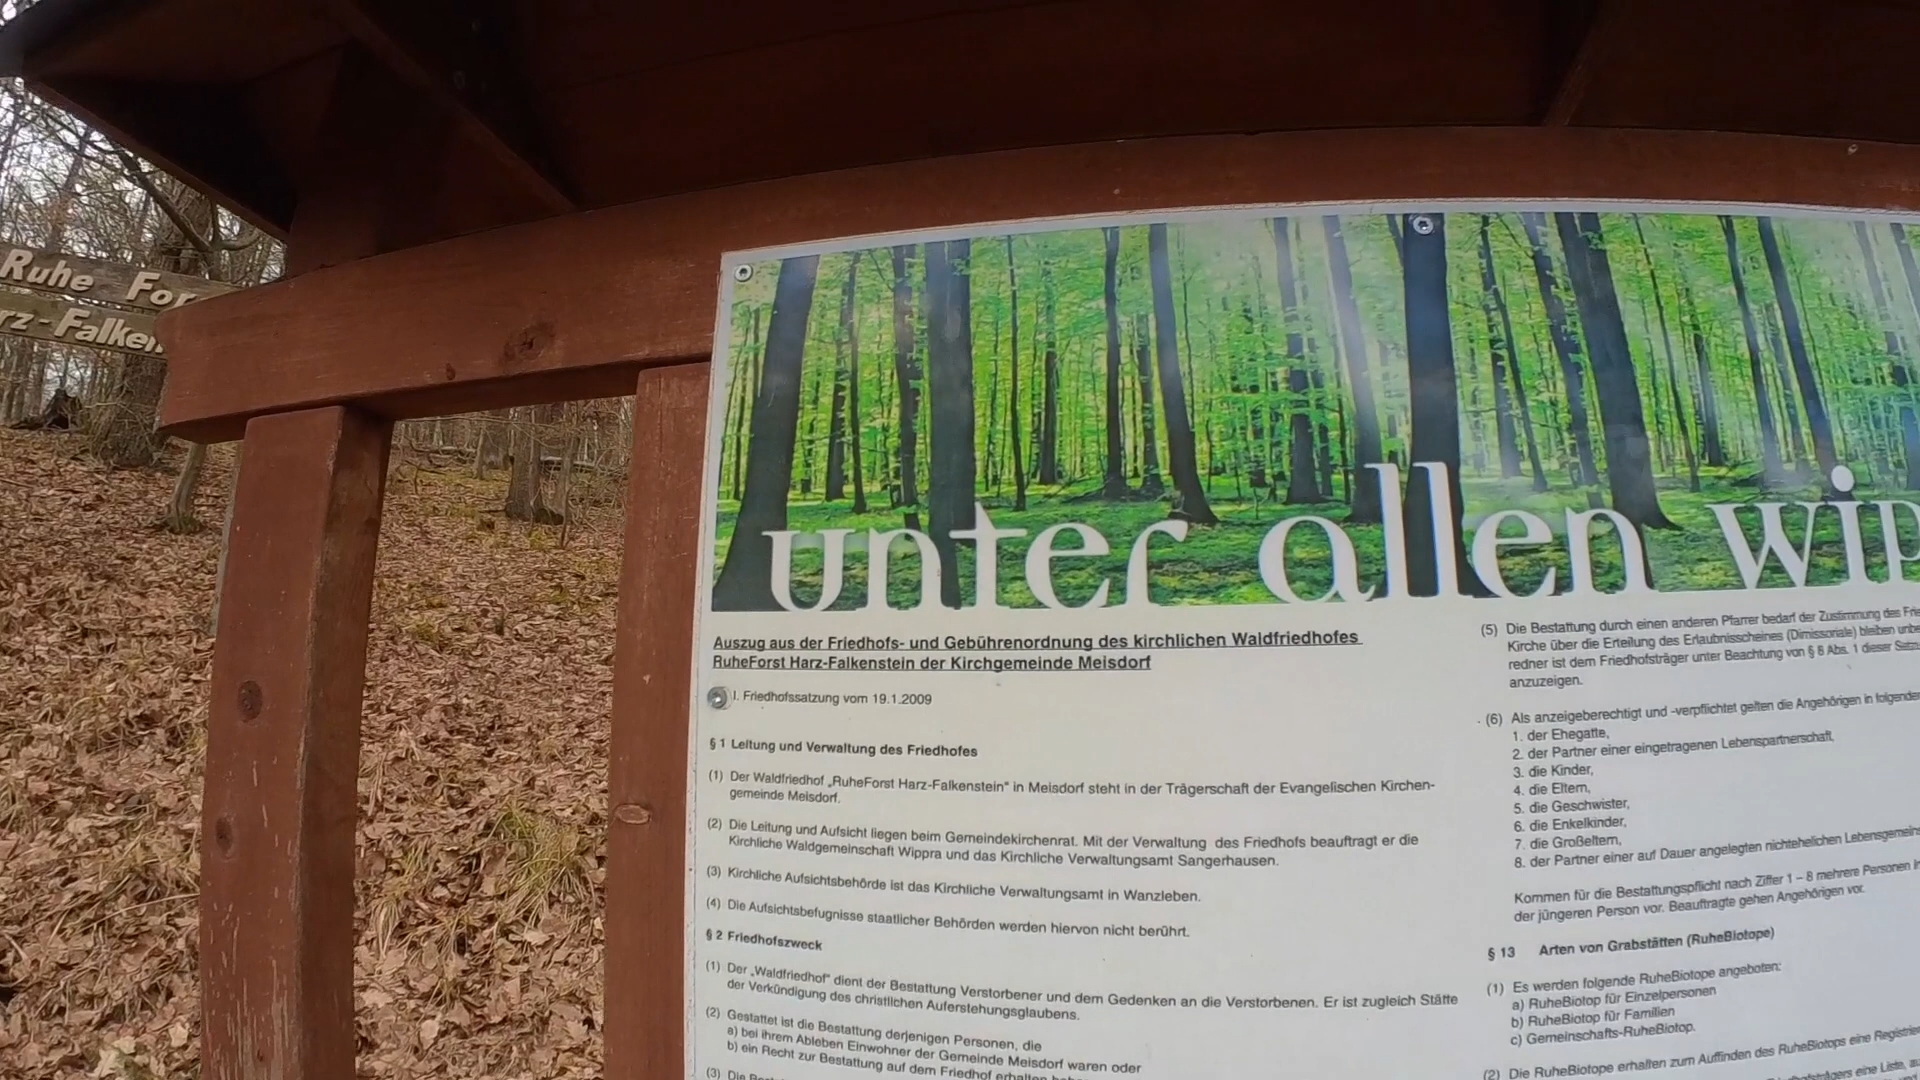 Ruhe For
rz-Falken
unter allen wip
Auszug aus der Friedhofs- und Gebührenordnung des kirchlichen Waldfriedhofes
RuheForst Harz-Falkenstein der Kirchgemeinde Meisdorf
I. Friedhofssatzung vom 19.1.2009
§ 1 Leitung und Verwaltung des Friedhofes
(1) Der Waldfriedhof „RuheForst Harz-Falkenstein“ in Meisdorf steht in der Trägerschaft der Evangelischen Kirchen-
gemeinde Meisdorf.
(2) Die Leitung und Aufsicht liegen beim Gemeindekirchenrat. Mit der Verwaltung des Friedhofs beauftragt er die
Kirchliche Waldgemeinschaft Wippra und das Kirchliche Verwaltungsamt Sangerhausen.
(3) Kirchliche Aufsichtsbehörde ist das Kirchliche Verwaltungsamt in Wanzleben.
(4) Die Aufsichtsbefugnisse staatlicher Behörden werden hiervon nicht berührt.
§ 2 Friedhofszweck
(1) Der „Waldfriedhof“ dient der Bestattung Verstorbener und dem Gedenken an die Verstorbenen. Er ist zugleich Stätte
der Verkündigung des christlichen Auferstehungsglaubens.
(2) Gestattet ist die Bestattung derjenigen Personen, die
a) bei ihrem Ableben Einwohner der Gemeinde Meisdorf waren oder
b) ein Recht zur Bestattung auf dem Friedhof erhalten
(3) Die
(5) Die Bestattung durch einen anderen Pfarrer bedarf der Zustimmung des Frie
Kirche über die Erteilung des Erlaubnisscheines (Dimissoriale) bleiben unbe
redner ist dem Friedhofsträger unter Beachtung von § 8 Abs. 1 dieser Satz
anzuzeigen.
(6) Als anzeigeberechtigt und -verpflichtet gelten die Angehörigen in folgender
1. der Ehegatte,
2. der Partner einer eingetragenen Lebenspartnerschaft,
3. die Kinder,
4. die Eltern,
5. die Geschwister,
6. die Enkelkinder,
7. die Großeltern,
8. der Partner einer auf Dauer angelegten nichtehelichen Lebensgemeins
Kommen für die Bestattungspflicht nach Ziffer 1 – 8 mehrere Personen in
der jüngeren Person vor. Beauftragte gehen Angehörigen vor.
§ 13 Arten von Grabstätten (RuheBiotope)
(1) Es werden folgende RuheBiotope angeboten:
a) RuheBiotop für Einzelpersonen
b) RuheBiotop für Familien
c) Gemeinschafts-RuheBiotop.
(2) Die RuheBiotope erhalten zum Auffinden des RuheBiotops eine Registrier
eine Liste, au